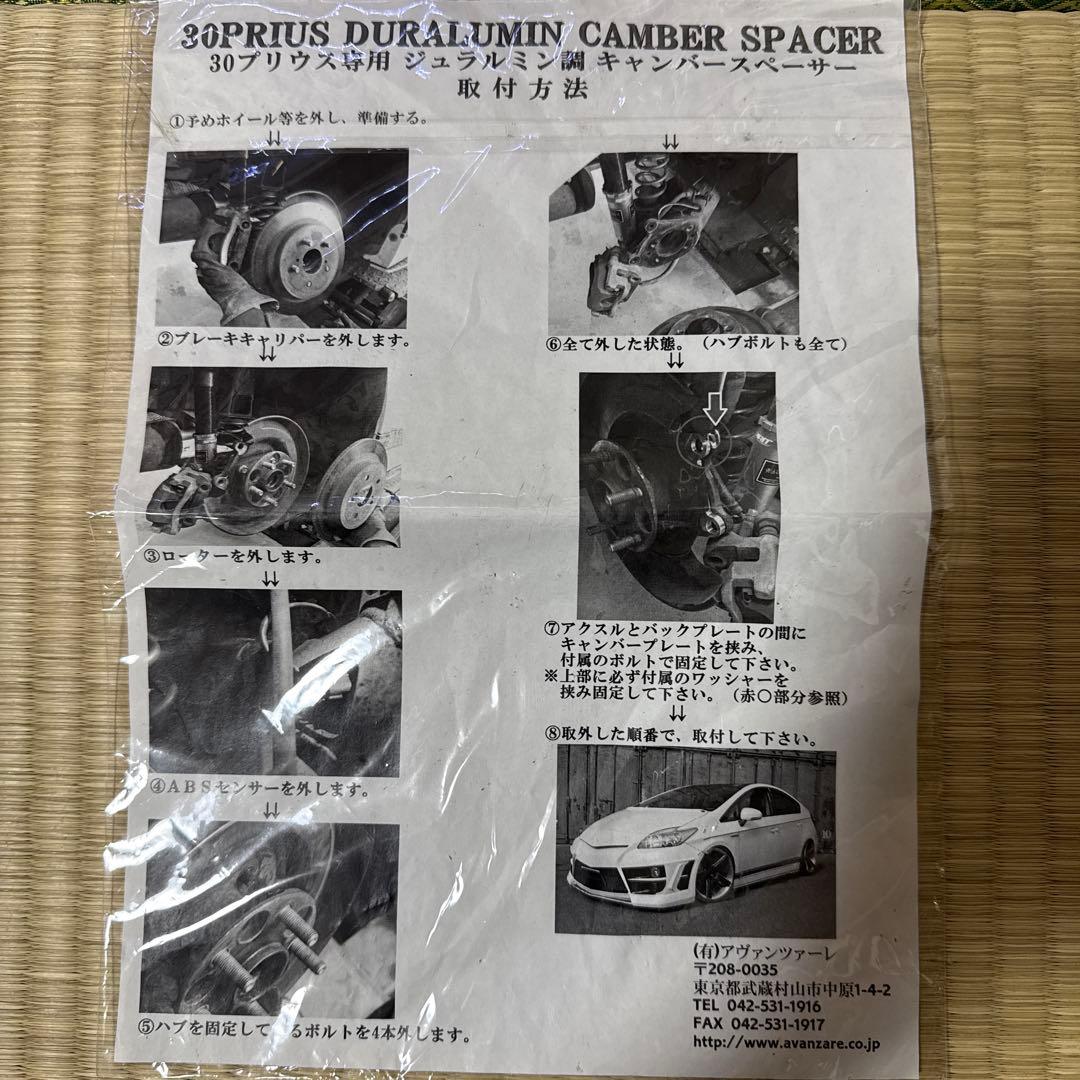 30PRIUS DURALUMIN CAMBER SPACER
30プリウス専用 ジュラルミン調 キャンバースペーサー
取付方法
①予めホイール等を外し、準備する。
②ブレーキキャリパーを外します。
③ローターを外します。
④ABSセンサーを外します。
⑤ハブを固定して るボルトを4本外します。
⑥全て外した状態。（ハブボルトも全て）
⑦アクスルとバックプレートの間に
キャンバープレートを挟み、
付属のボルトで固定して下さい。
※上部に必ず付属のワッシャーを
挟み固定して下さい。（赤○部分参照）
⑧取外した順番で、取付して下さい。
(有)アヴァンツァーレ
〒208-0035
東京都武蔵村山市中原1-4-2
TEL 042-531-1916
FAX 042-531-1917
http://www.avanzare.co.jp